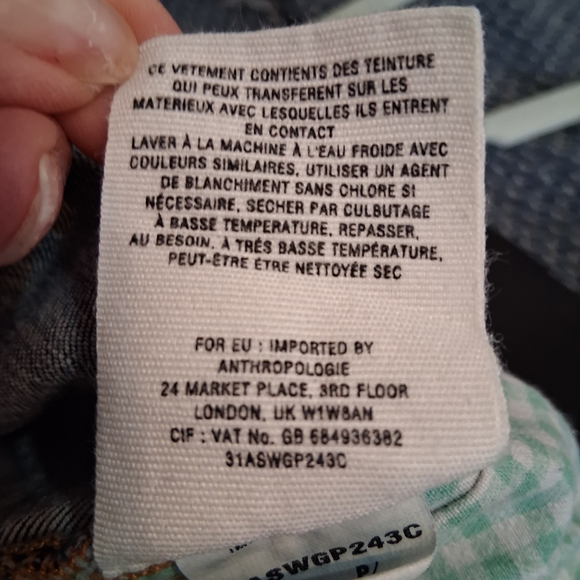 CE VETEMENT CONTIENTS DES TEINTURE
QUI PEUX TRANSFERENT SUR LES
MATERIEUX AVEC LESQUELLES ILS ENTRENT
EN CONTACT
LAVER À LA MACHINE À L'EAU FROIDE AVEC
COULEURS SIMILAIRES, UTILISER UN AGENT
DE BLANCHIMENT SANS CHLORE SI
NÉCESSAIRE, SECHER PAR CULBUTAGE
À BASSE TEMPERATURE, REPASSER,
AU BESOIN, À TRÉS BASSE TEMPÉRATURE,
PEUT-ÊTRE ÊTRE NETTOYÉE SEC
FOR EU : IMPORTED BY
ANTHROPOLOGIE
24 MARKET PLACE, 3RD FLOOR
LONDON, UK W1W8AN
CIF : VAT No. GB 684936382
31ASWGP243C
ASWGP243C